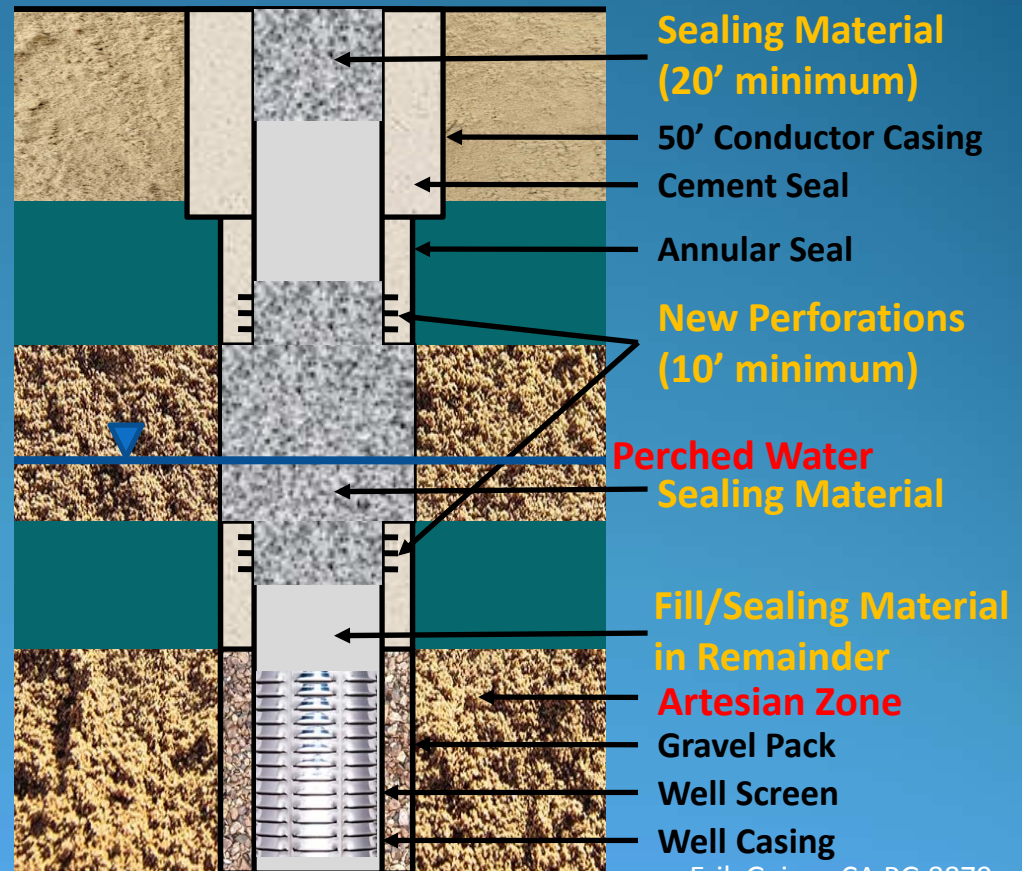 Sealing Material
(20’ minimum)
50’ Conductor Casing
Cement Seal
Annular Seal
New Perforations
(10’ minimum)
Perched Water
Sealing Material
Fill/Sealing Material
in Remainder
Artesian Zone
Gravel Pack
Well Screen
Well Casing